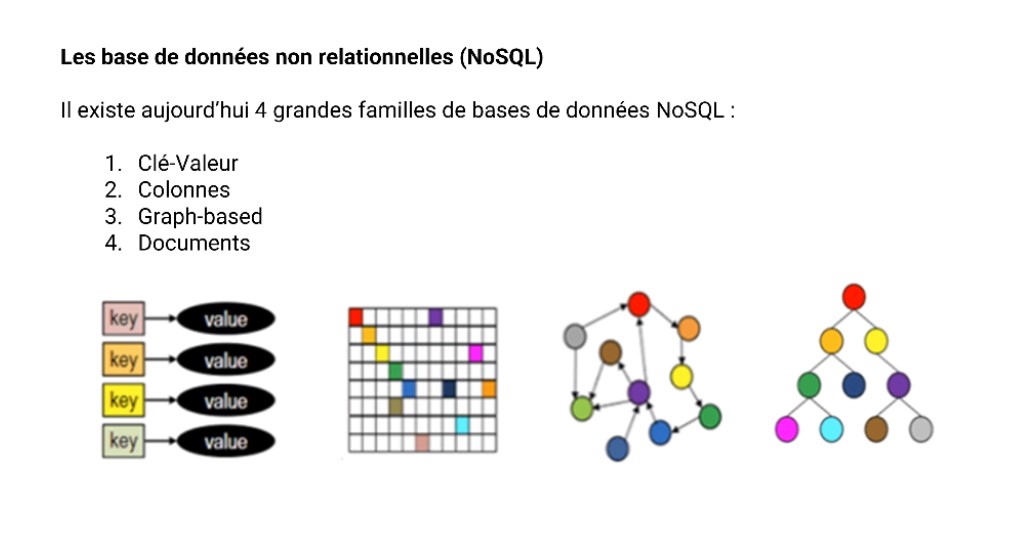 Les base de données non relationnelles (NoSQL)
Il existe aujourd’hui 4 grandes familles de bases de données NoSQL :
1. Clé-Valeur
2. Colonnes
3. Graph-based
4. Documents
key value
key value
key value
key value